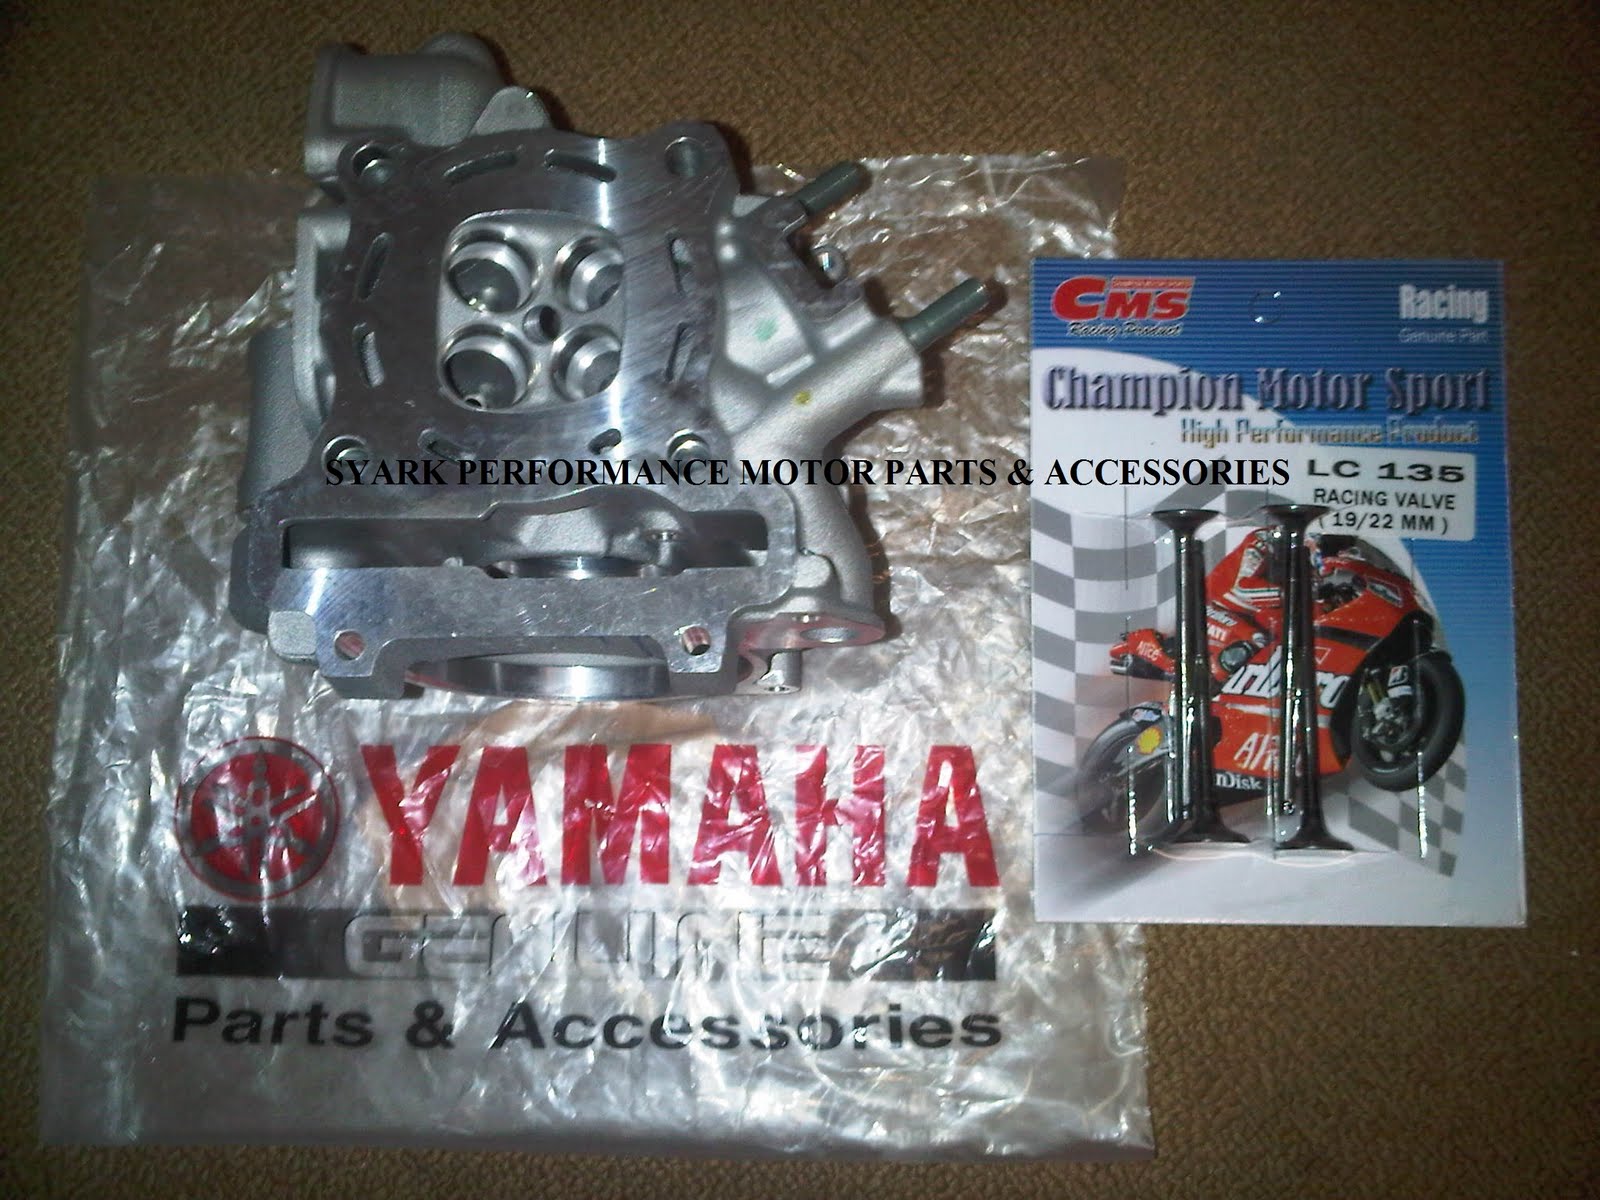 SYARK PERFORMANCE MOTOR PARTS & ACCESSORIES
YAMAHA
GENUINE
Parts & Accessories
CMS
Racing Product
Racing
Genuine Part
Champion Motor Sport
High Performance Product
LC 135
RACING VALVE
( 19/22 MM )